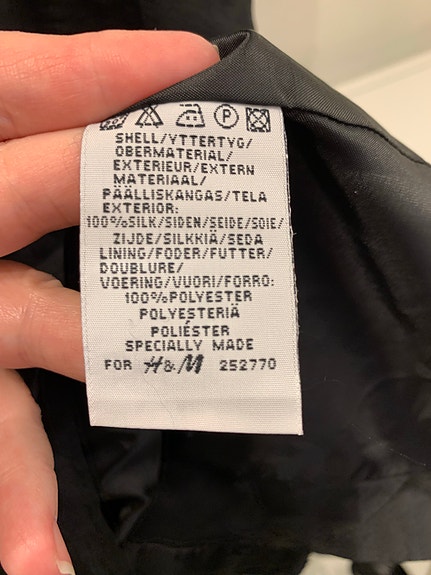 P
SHELL/YTTERTYG/
OBERMATERIAL/
EXTERIEUR/EXTERN
MATERIAAL/
PÄÄLLISKANGAS/TELA
EXTERIOR:
100%SILK/SIDEN/SEIDE/SOIE/
ZIJDE/SILKKIÄ/SEDA
LINING/FODER/FUTTER/
DOUBLURE/
VOERING/VUORI/FORRO:
100%POLYESTER
POLYESTERIÄ
POLIÉSTER
SPECIALLY MADE
FOR H&M 252770